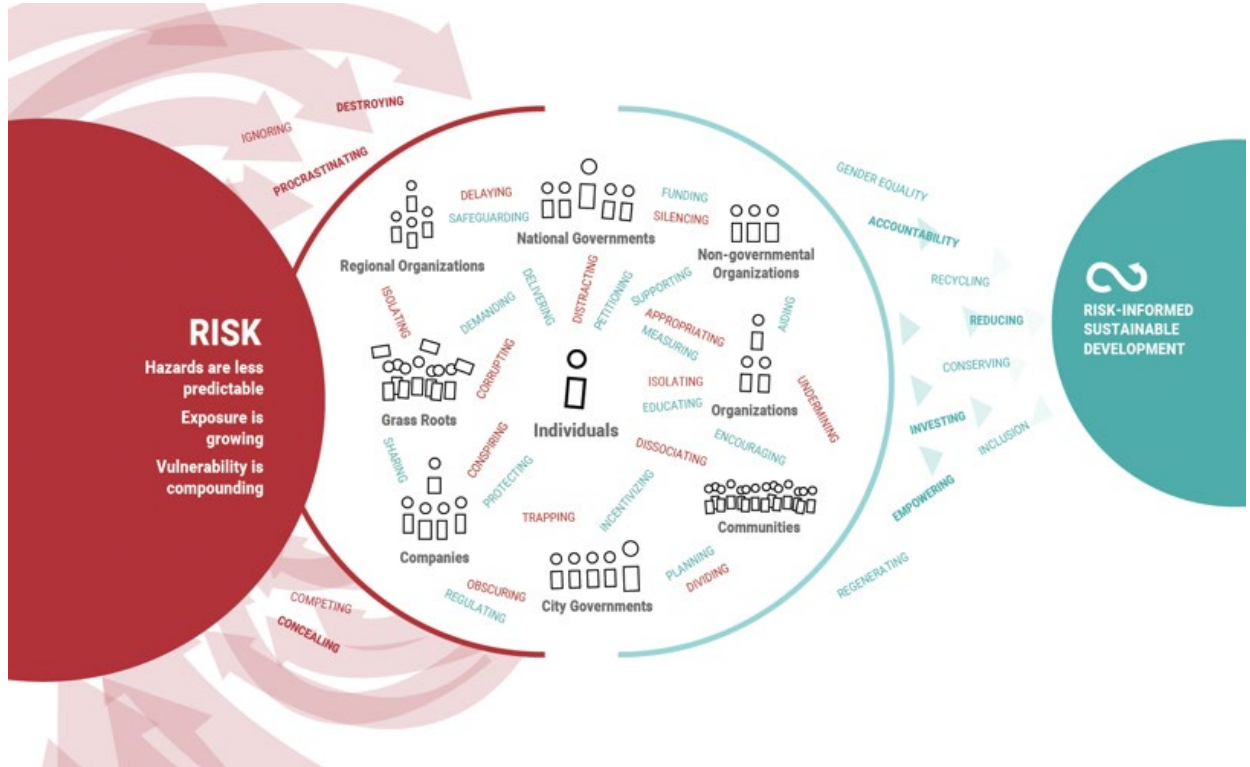 DESTROYING
IGNORING
PROCRASTINATING
RISK
Hazards are less
predictable
Exposure is
growing
Vulnerability is
compounding
COMPETING
CONCEALING
DELAYING
SAFEGUARDING
National Governments
FUNDING
SILENCING
Regional Organizations
Non-governmental
Organizations
ISOLATING
DEMANDING
DELIVERING
DISTRACTING
PETITIONING
SUPPORTING
APPROPRIATING
MEASURING
AIDING
Grass Roots
CORRUPTING
Individuals
ISOLATING
EDUCATING
Organizations
UNDERMINING
SHARING
CONSPIRING
PROTECTING
DISSOCIATING
ENCOURAGING
Companies
TRAPPING
INCENTIVIZING
Communities
OBSCURING
REGULATING
City Governments
PLANNING
DIVIDING
GENDER EQUALITY
ACCOUNTABILITY
RECYCLING
REDUCING
CONSERVING
INVESTING
INCLUSION
EMPOWERING
REGENERATING
RISK-INFORMED
SUSTAINABLE
DEVELOPMENT